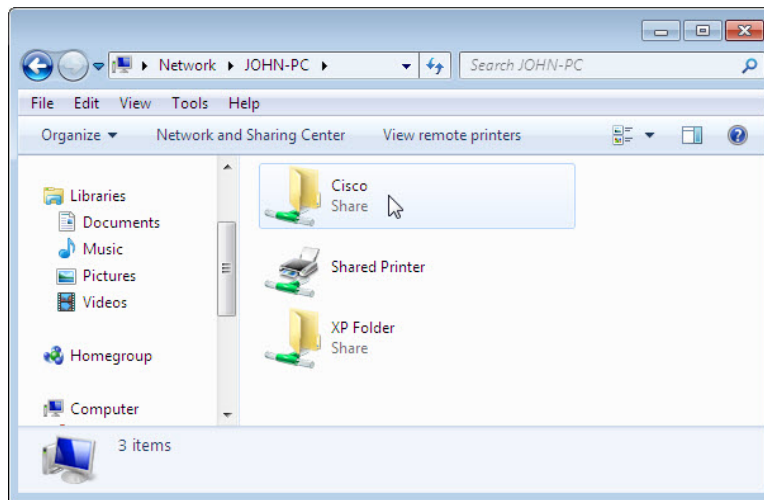 Network JOHN-PC Search JOHN-PC
File Edit View Tools Help
Organize Network and Sharing Center View remote printers
Libraries
Documents
Music
Pictures
Videos
Homegroup
Computer
Cisco
Share
Shared Printer
XP Folder
Share
3 items